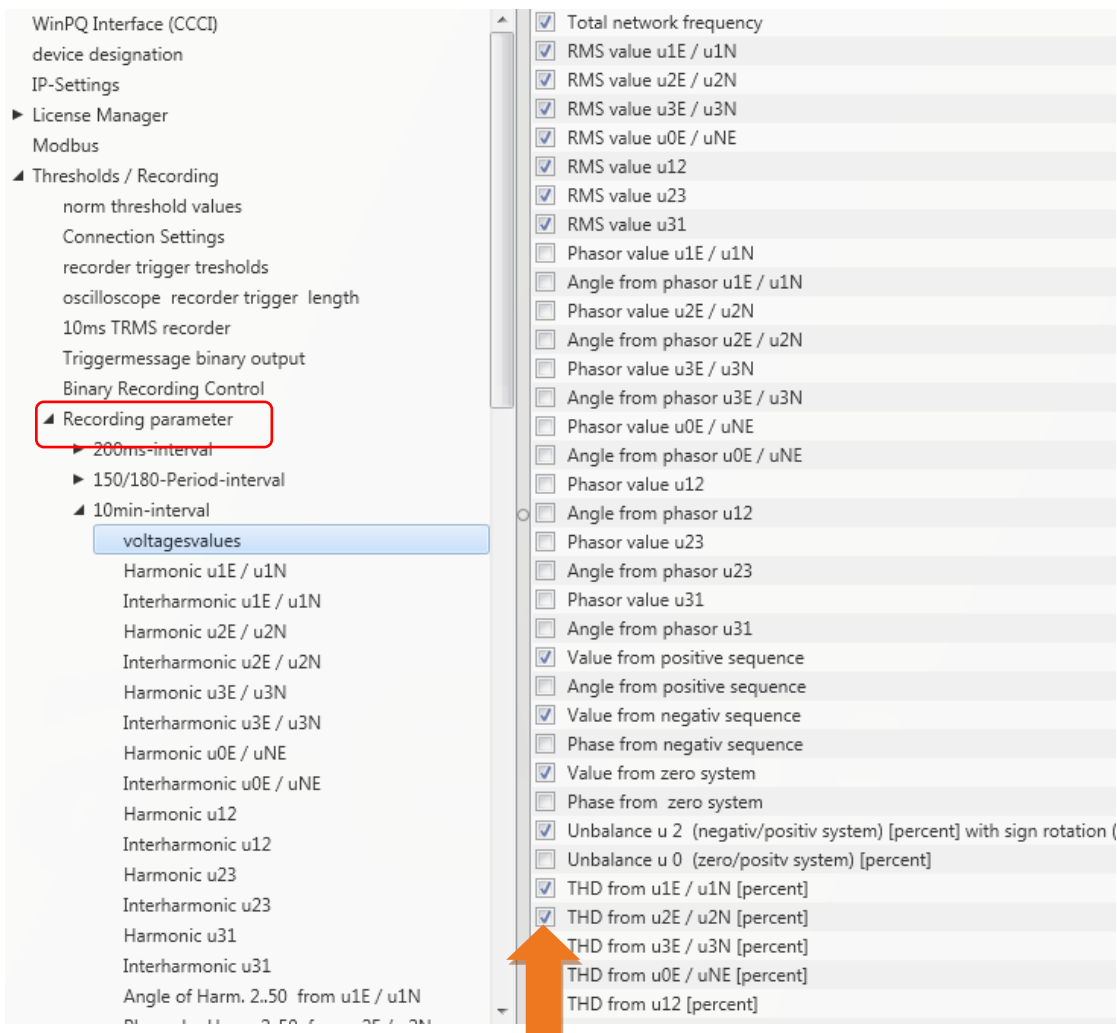 WinPQ Interface (CCCI)
device designation
IP-Settings
License Manager
Modbus
Thresholds / Recording
norm threshold values
Connection Settings
recorder trigger tresholds
oscilloscope recorder trigger length
10ms TRMS recorder
Triggermessage binary output
Binary Recording Control
Recording parameter
200ms-interval
150/180-Period-interval
10min-interval
voltagesvalues
Harmonic u1E / u1N
Interharmonic u1E / u1N
Harmonic u2E / u2N
Interharmonic u2E / u2N
Harmonic u3E / u3N
Interharmonic u3E / u3N
Harmonic u0E / uNE
Interharmonic u0E / uNE
Harmonic u12
Interharmonic u12
Harmonic u23
Interharmonic u23
Harmonic u31
Interharmonic u31
Angle of Harm. 2..50 from u1E / u1N
Total network frequency
RMS value u1E / u1N
RMS value u2E / u2N
RMS value u3E / u3N
RMS value u0E / uNE
RMS value u12
RMS value u23
RMS value u31
Phasor value u1E / u1N
Angle from phasor u1E / u1N
Phasor value u2E / u2N
Angle from phasor u2E / u2N
Phasor value u3E / u3N
Angle from phasor u3E / u3N
Phasor value u0E / uNE
Angle from phasor u0E / uNE
Phasor value u12
Angle from phasor u12
Phasor value u23
Angle from phasor u23
Phasor value u31
Angle from phasor u31
Value from positive sequence
Angle from positive sequence
Value from negativ sequence
Phase from negativ sequence
Value from zero system
Phase from zero system
Unbalance u 2 (negativ/positiv system) [percent] with sign rotation (
Unbalance u 0 (zero/positv system) [percent]
THD from u1E / u1N [percent]
THD from u2E / u2N [percent]
THD from u3E / u3N [percent]
THD from u0E / uNE [percent]
THD from u12 [percent]